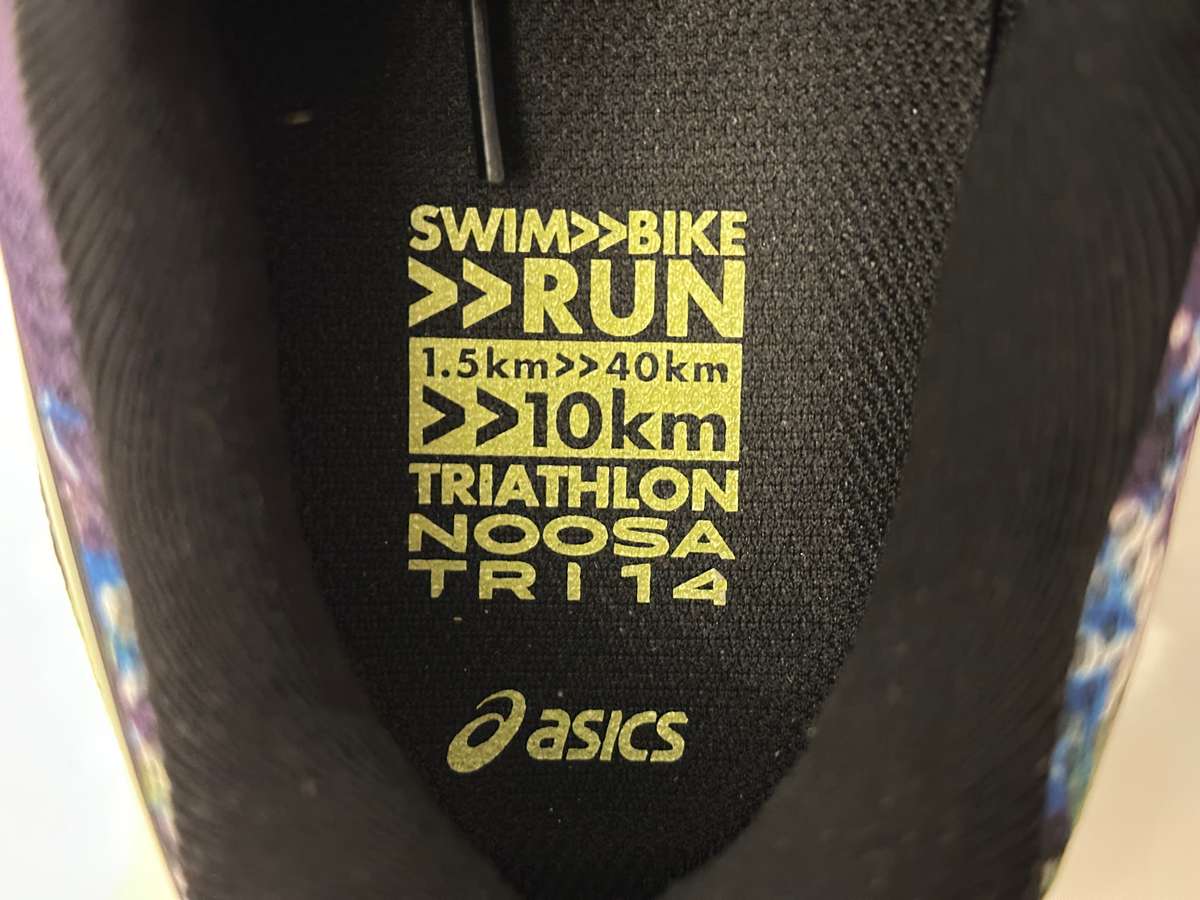 SWIM>>BIKE
>>RUN
1.5km>>40km
>>10km
TRIATHLON
NOOSA
TRI 14
asics